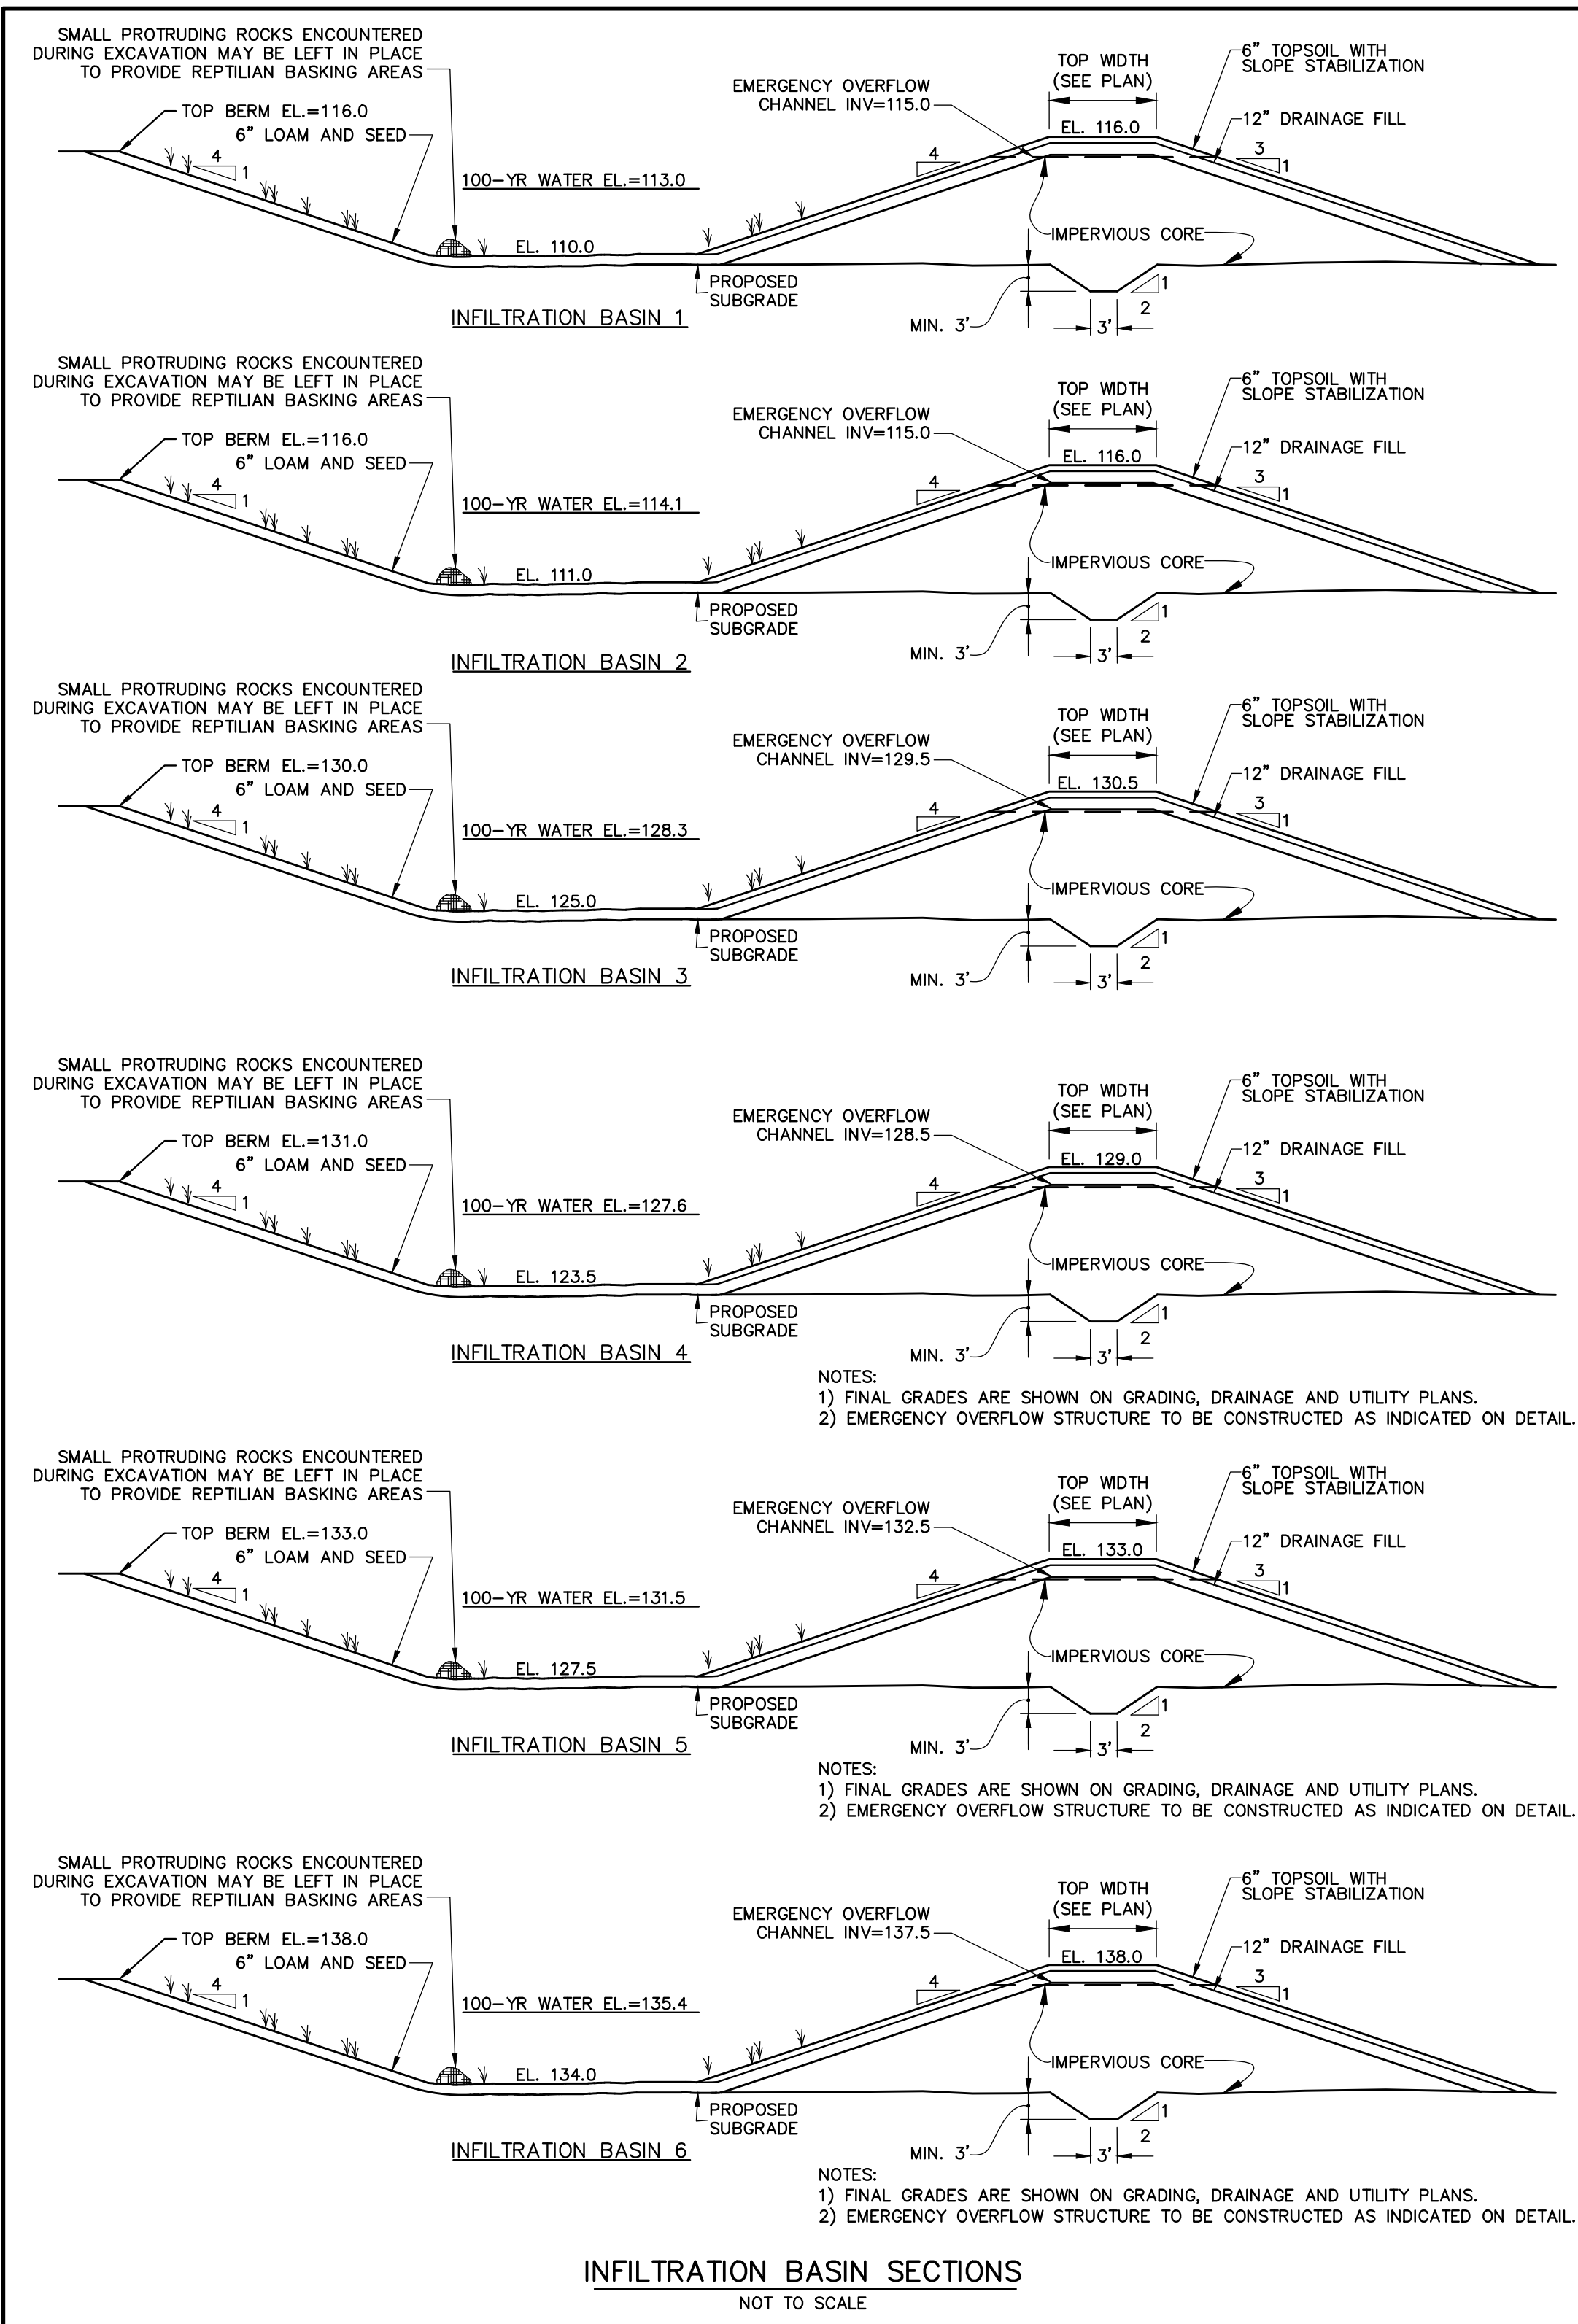 SMALL PROTRUDING ROCKS ENCOUNTERED
DURING EXCAVATION MAY BE LEFT IN PLACE
TO PROVIDE REPTILIAN BASKING AREAS
TOP BERM EL.=116.0
6" LOAM AND SEED
4
1
100-YR WATER EL.=113.0
EL. 110.0
EMERGENCY OVERFLOW
CHANNEL INV=115.0
TOP WIDTH
(SEE PLAN)
EL. 116.0
6" TOPSOIL WITH
SLOPE STABILIZATION
12" DRAINAGE FILL
4
3
1
IMPERVIOUS CORE
PROPOSED
SUBGRADE
MIN. 3'
3'
1
2
INFILTRATION BASIN 1
SMALL PROTRUDING ROCKS ENCOUNTERED
DURING EXCAVATION MAY BE LEFT IN PLACE
TO PROVIDE REPTILIAN BASKING AREAS
TOP BERM EL.=116.0
6" LOAM AND SEED
4
1
100-YR WATER EL.=114.1
EL. 111.0
EMERGENCY OVERFLOW
CHANNEL INV=115.0
TOP WIDTH
(SEE PLAN)
EL. 116.0
6" TOPSOIL WITH
SLOPE STABILIZATION
12" DRAINAGE FILL
4
3
1
IMPERVIOUS CORE
PROPOSED
SUBGRADE
MIN. 3'
3'
1
2
INFILTRATION BASIN 2
SMALL PROTRUDING ROCKS ENCOUNTERED
DURING EXCAVATION MAY BE LEFT IN PLACE
TO PROVIDE REPTILIAN BASKING AREAS
TOP BERM EL.=130.0
6" LOAM AND SEED
4
1
100-YR WATER EL.=128.3
EL. 125.0
EMERGENCY OVERFLOW
CHANNEL INV=129.5
TOP WIDTH
(SEE PLAN)
EL. 130.5
6" TOPSOIL WITH
SLOPE STABILIZATION
12" DRAINAGE FILL
4
3
1
IMPERVIOUS CORE
PROPOSED
SUBGRADE
MIN. 3'
3'
1
2
INFILTRATION BASIN 3
SMALL PROTRUDING ROCKS ENCOUNTERED
DURING EXCAVATION MAY BE LEFT IN PLACE
TO PROVIDE REPTILIAN BASKING AREAS
TOP BERM EL.=131.0
6" LOAM AND SEED
4
1
100-YR WATER EL.=127.6
EL. 123.5
EMERGENCY OVERFLOW
CHANNEL INV=128.5
TOP WIDTH
(SEE PLAN)
EL. 129.0
6" TOPSOIL WITH
SLOPE STABILIZATION
12" DRAINAGE FILL
4
3
1
IMPERVIOUS CORE
PROPOSED
SUBGRADE
MIN. 3'
3'
1
2
INFILTRATION BASIN 4
NOTES:
1) FINAL GRADES ARE SHOWN ON GRADING, DRAINAGE AND UTILITY PLANS.
2) EMERGENCY OVERFLOW STRUCTURE TO BE CONSTRUCTED AS INDICATED ON DETAIL.
SMALL PROTRUDING ROCKS ENCOUNTERED
DURING EXCAVATION MAY BE LEFT IN PLACE
TO PROVIDE REPTILIAN BASKING AREAS
TOP BERM EL.=133.0
6" LOAM AND SEED
4
1
100-YR WATER EL.=131.5
EL. 127.5
EMERGENCY OVERFLOW
CHANNEL INV=132.5
TOP WIDTH
(SEE PLAN)
EL. 133.0
6" TOPSOIL WITH
SLOPE STABILIZATION
12" DRAINAGE FILL
4
3
1
IMPERVIOUS CORE
PROPOSED
SUBGRADE
MIN. 3'
3'
1
2
INFILTRATION BASIN 5
NOTES:
1) FINAL GRADES ARE SHOWN ON GRADING, DRAINAGE AND UTILITY PLANS.
2) EMERGENCY OVERFLOW STRUCTURE TO BE CONSTRUCTED AS INDICATED ON DETAIL.
SMALL PROTRUDING ROCKS ENCOUNTERED
DURING EXCAVATION MAY BE LEFT IN PLACE
TO PROVIDE REPTILIAN BASKING AREAS
TOP BERM EL.=138.0
6" LOAM AND SEED
4
1
100-YR WATER EL.=135.4
EL. 134.0
EMERGENCY OVERFLOW
CHANNEL INV=137.5
TOP WIDTH
(SEE PLAN)
EL. 138.0
6" TOPSOIL WITH
SLOPE STABILIZATION
12" DRAINAGE FILL
4
3
1
IMPERVIOUS CORE
PROPOSED
SUBGRADE
MIN. 3'
3'
1
2
INFILTRATION BASIN 6
NOTES:
1) FINAL GRADES ARE SHOWN ON GRADING, DRAINAGE AND UTILITY PLANS.
2) EMERGENCY OVERFLOW STRUCTURE TO BE CONSTRUCTED AS INDICATED ON DETAIL.
INFILTRATION BASIN SECTIONS
NOT TO SCALE